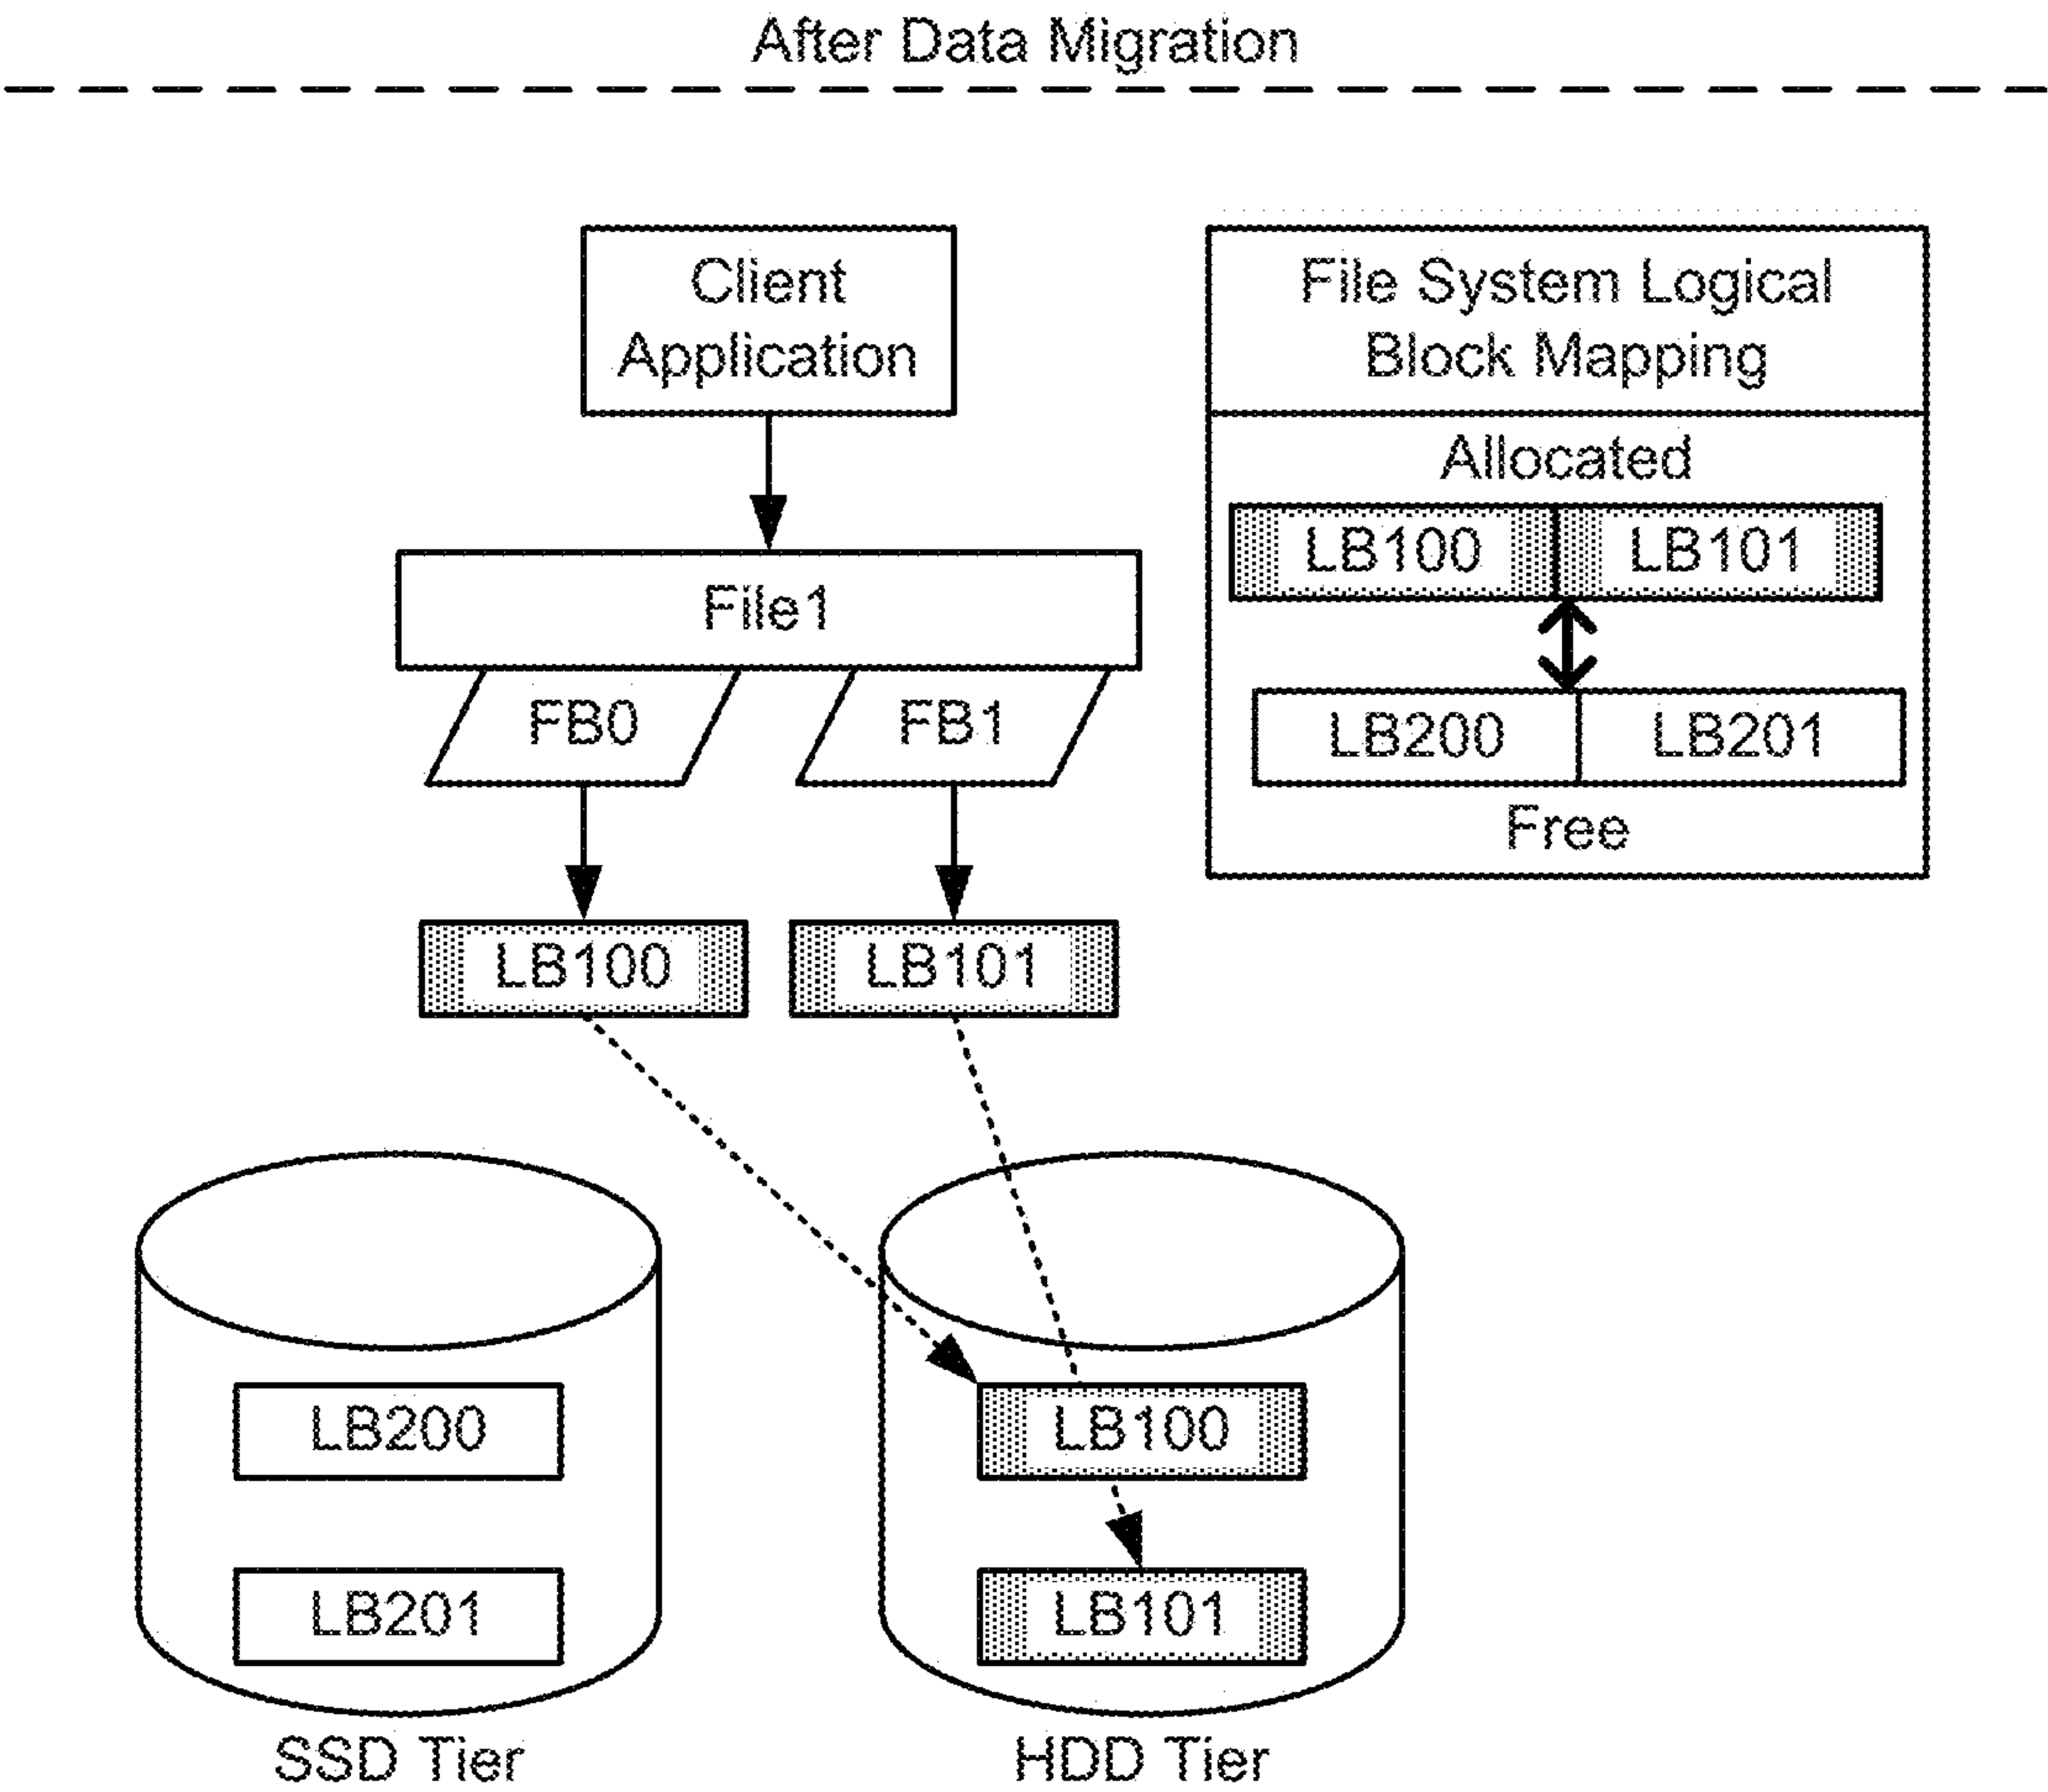 After Data Migration
Client
Application
File System Logical
Block Mapping
Allocated
LB100 LB101
LB200 LB201
Free
File1
FB0 FB1
LB100 LB101
LB200 LB100
LB201 LB101
SSD Tier HDD Tier